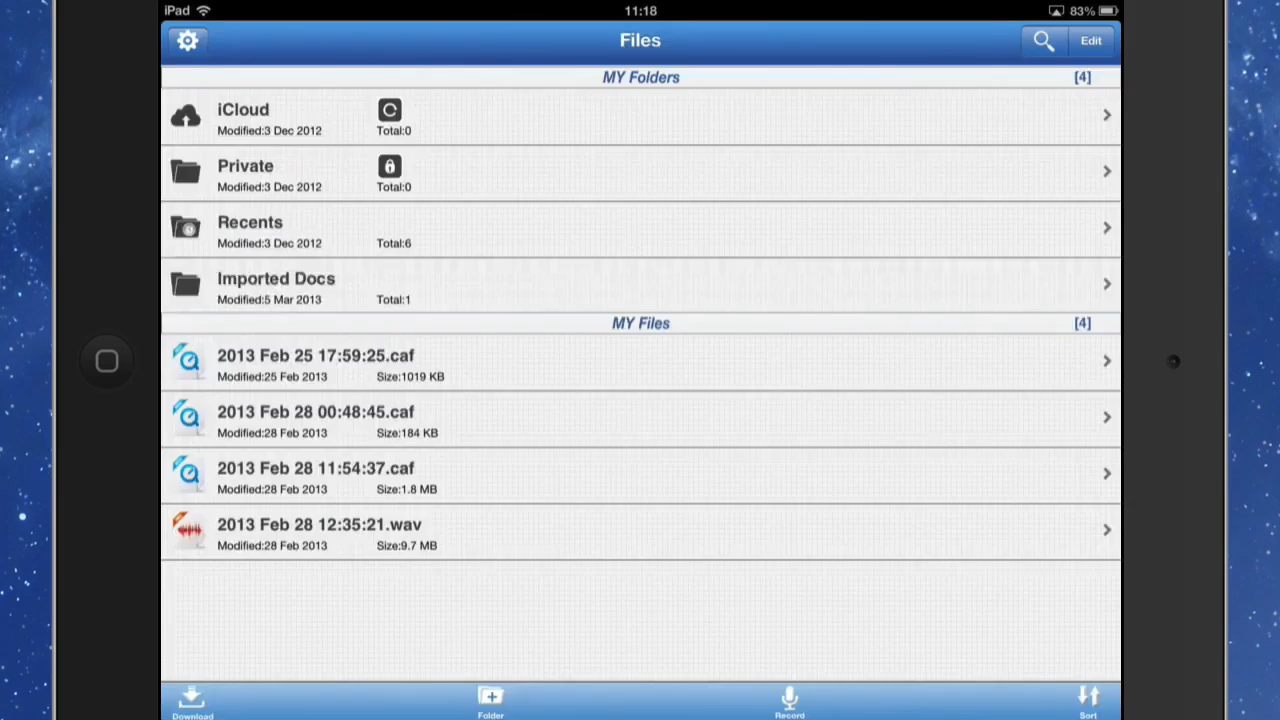 iPad
11:18
83%
Files
Edit
MY Folders
[4]
iCloud
Modified:3 Dec 2012
Total:0
Private
Modified:3 Dec 2012
Total:0
Recents
Modified:3 Dec 2012
Total:6
Imported Docs
Modified:5 Mar 2013
Total:1
MY Files
[4]
2013 Feb 25 17:59:25.caf
Modified:25 Feb 2013
Size:1019 KB
2013 Feb 28 00:48:45.caf
Modified:28 Feb 2013
Size:184 KB
2013 Feb 28 11:54:37.caf
Modified:28 Feb 2013
Size:1.8 MB
2013 Feb 28 12:35:21.wav
Modified:28 Feb 2013
Size:9.7 MB
Download
Folder
Record
Sort